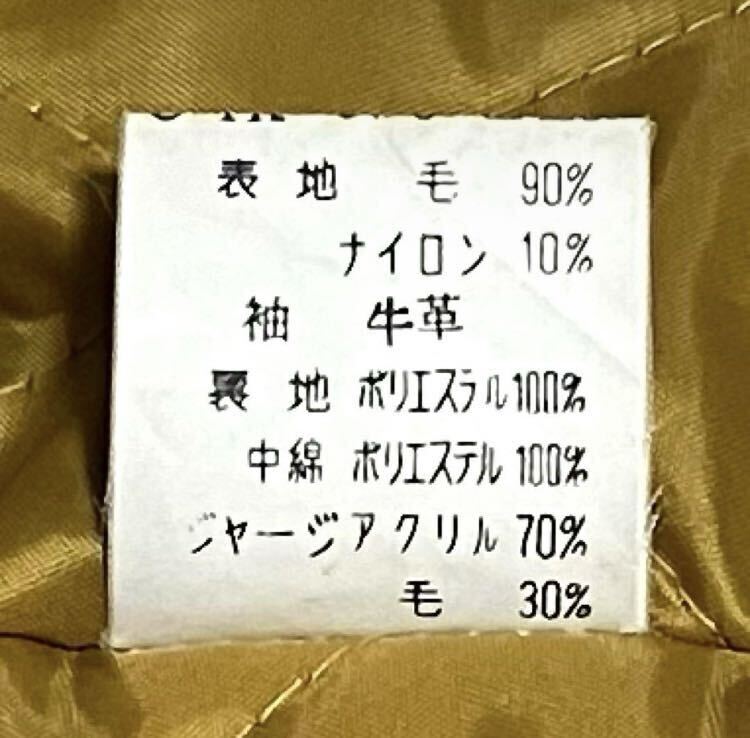 表地 毛 90%
ナイロン 10%
袖 牛革
裏地 ポリエステル100%
中綿 ポリエステル100%
ジャージアクリル 70%
毛 30%